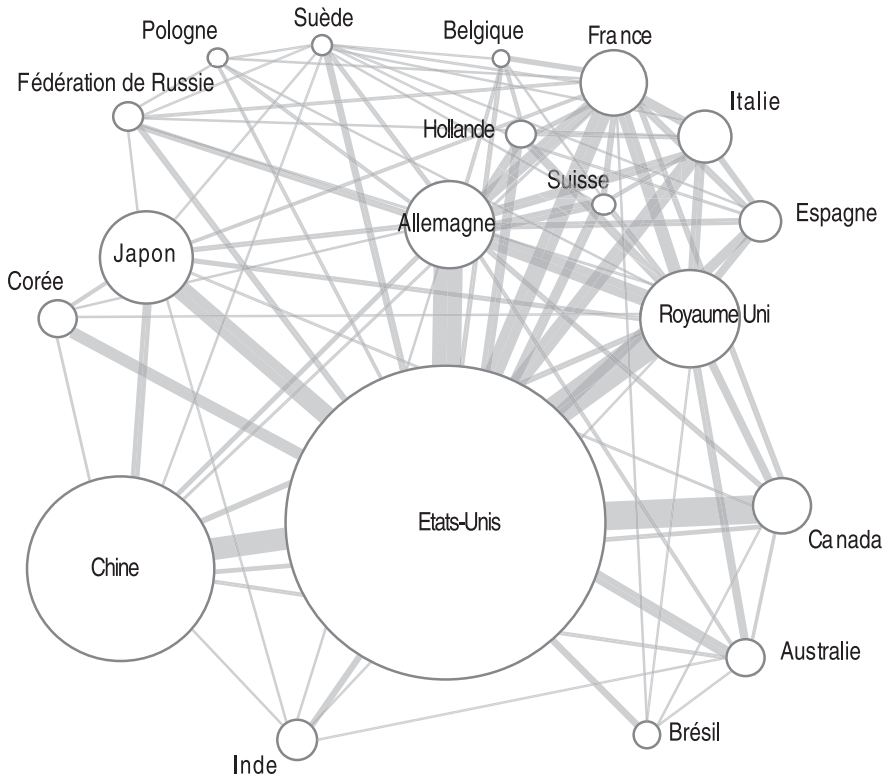 Suède
Pologne
Belgique
France
Fédération de Russie
Italie
Hollande
Suisse
Allemagne
Espagne
Japon
Corée
Royaume Uni
Etats-Unis
Canada
Chine
Australie
Brésil
Inde